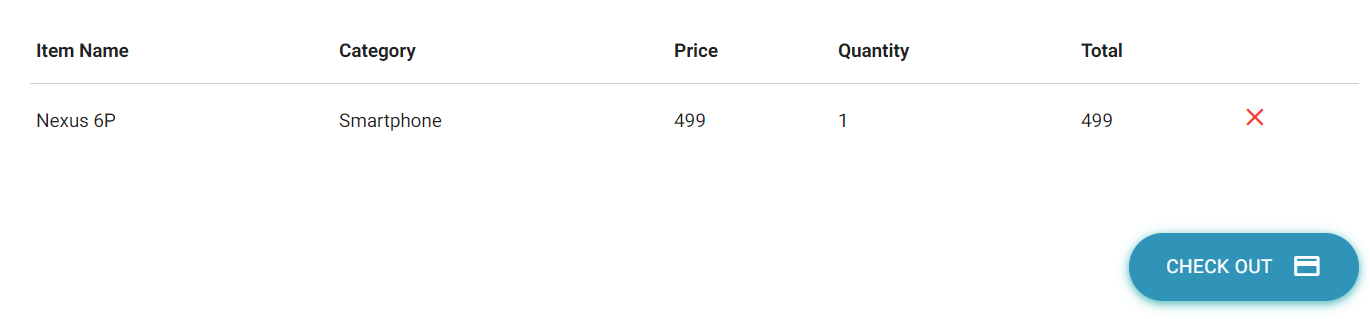 Item Name Category Price Quantity Total
Nexus 6P Smartphone 499 1 499
CHECK OUT